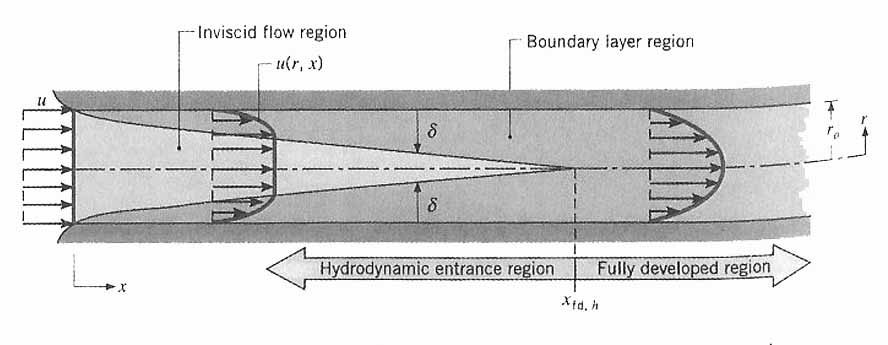 Inviscid flow region
Boundary layer region
u(r, x)
u
δ
r
r₀
δ
Hydrodynamic entrance region
Fully developed region
x
x_fd, h